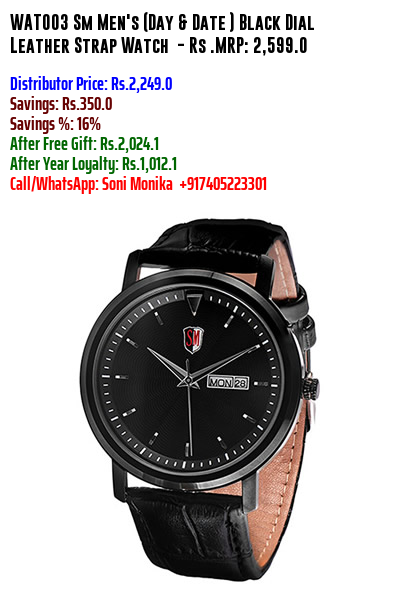 WAT003 Sm Men's (Day & Date ) Black Dial
Leather Strap Watch - Rs .MRP: 2,599.0
Distributor Price: Rs.2,249.0
Savings: Rs.350.0
Savings %: 16%
After Free Gift: Rs.2,024.1
After Year Loyalty: Rs.1,012.1
Call/WhatsApp: Soni Monika +917405223301
SM
MON 28